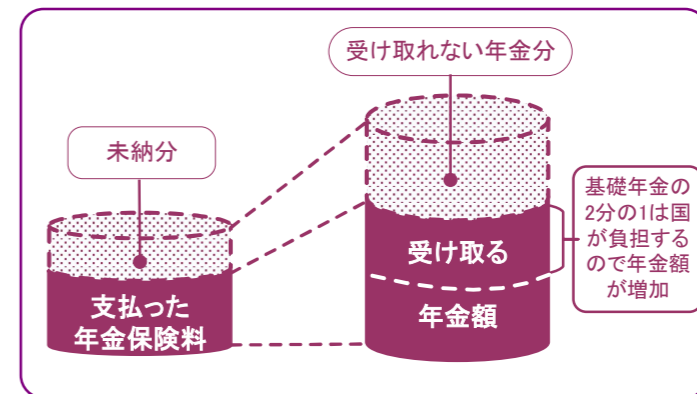 受け取れない年金分
未納分
基礎年金の
2分の1は国
が負担する
ので年金額
が増加
受け取る
年金額
支払った
年金保険料